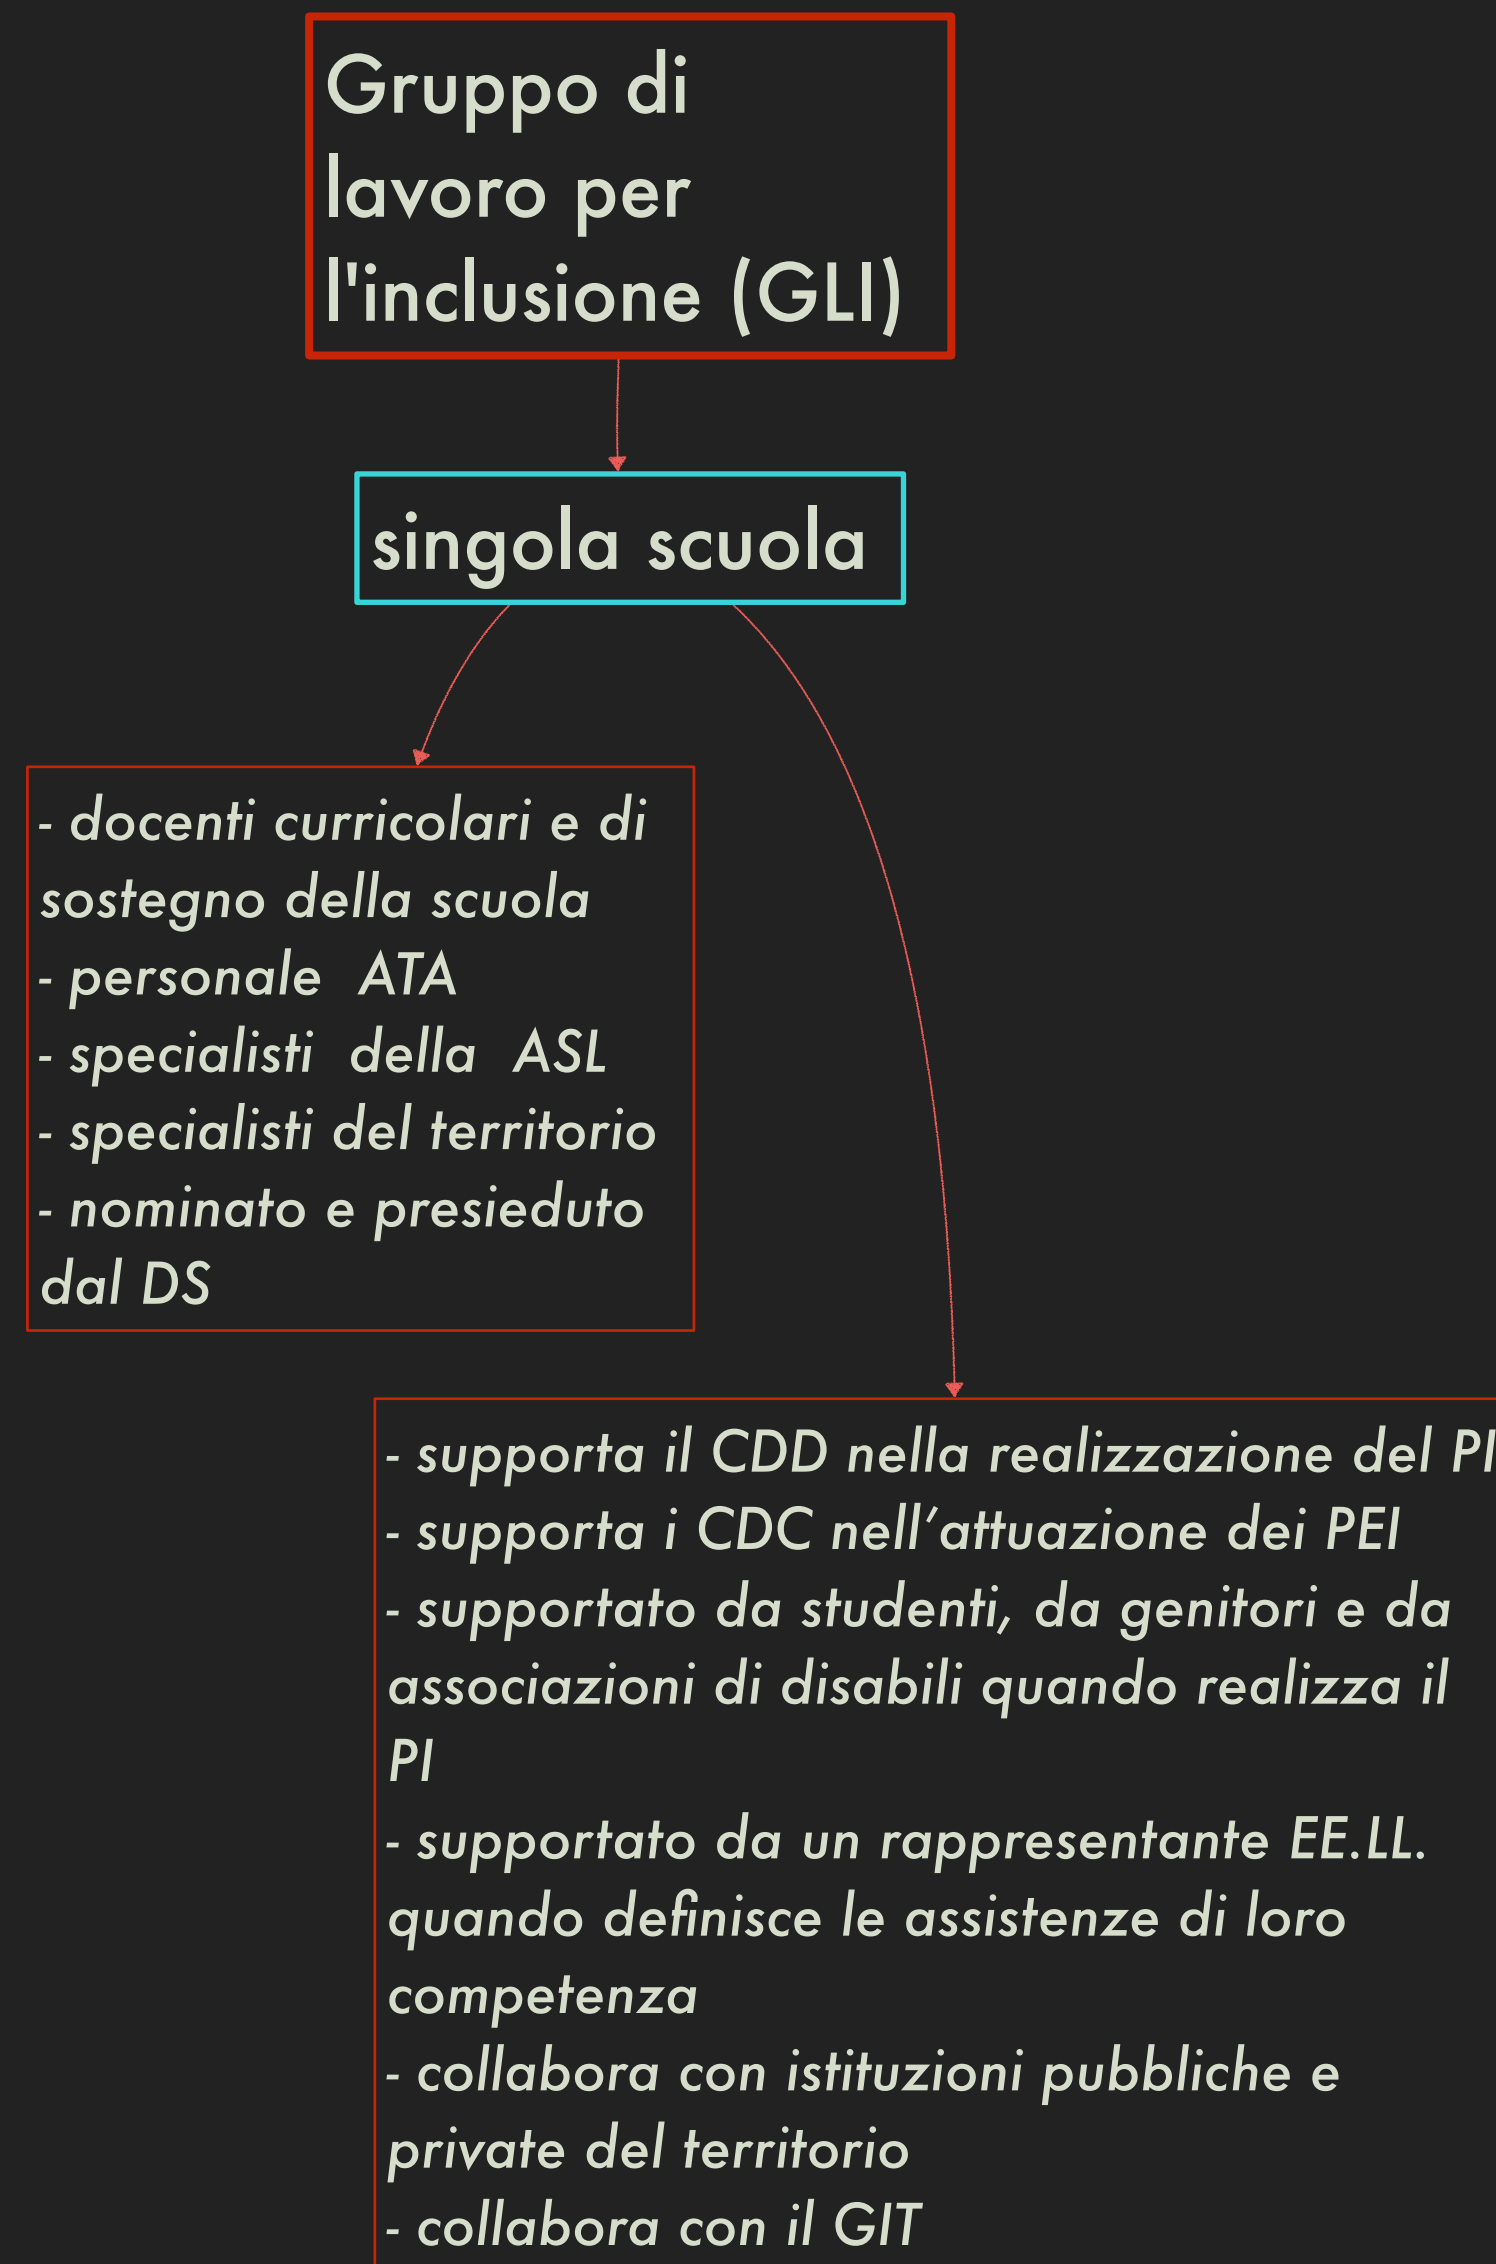 Gruppo di
lavoro per
l'inclusione (GLI)
singola scuola
- docenti curricolari e di
sostegno della scuola
- personale  ATA
- specialisti  della  ASL
- specialisti del territorio
- nominato e presieduto
dal DS
- supporta il CDD nella realizzazione del PI
- supporta i CDC nell’attuazione dei PEI
- supportato da studenti, da genitori e da
associazioni di disabili quando realizza il
PI
- supportato da un rappresentante EE.LL.
quando definisce le assistenze di loro
competenza
- collabora con istituzioni pubbliche e
private del territorio
- collabora con il GIT